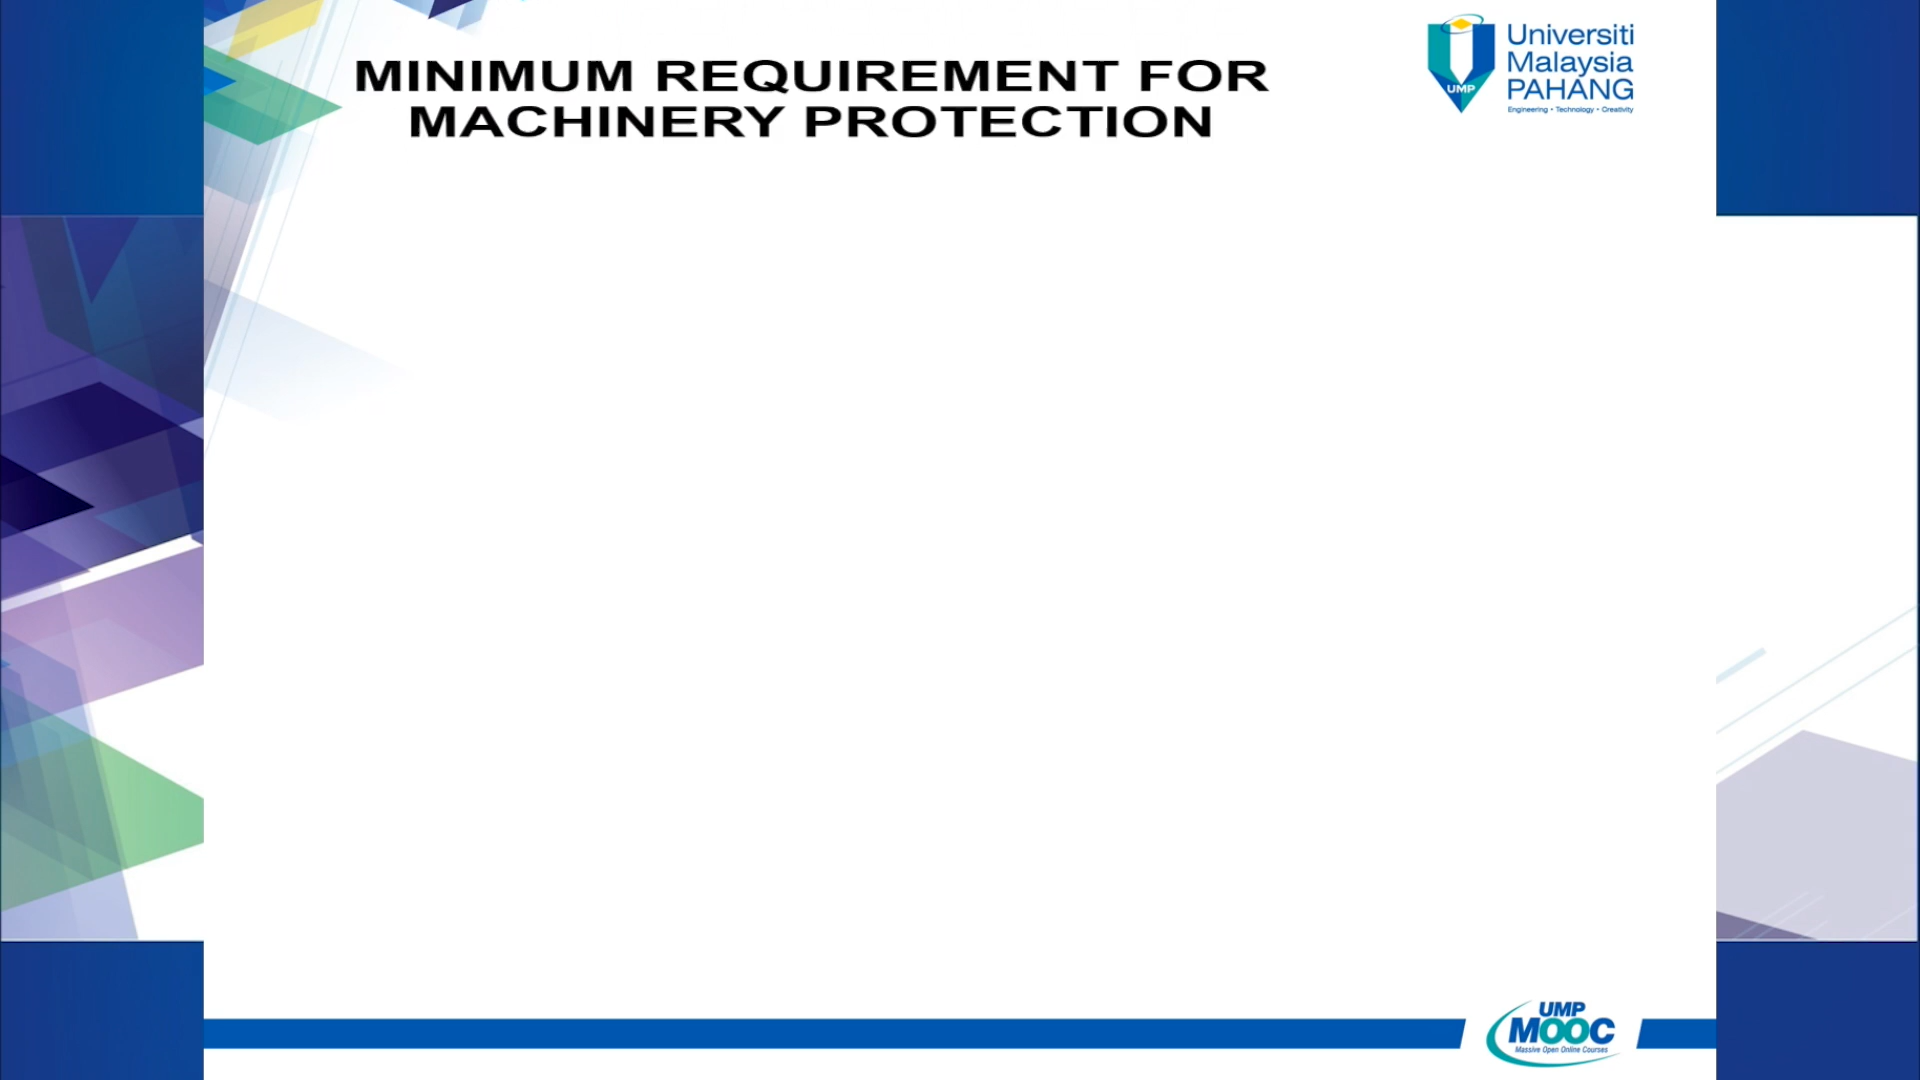 MINIMUM REQUIREMENT FOR
MACHINERY PROTECTION
UMP
Universiti
Malaysia
PAHANG
Engineering • Technology • Creativity
UMP
MOOC
Massive Open Online Courses